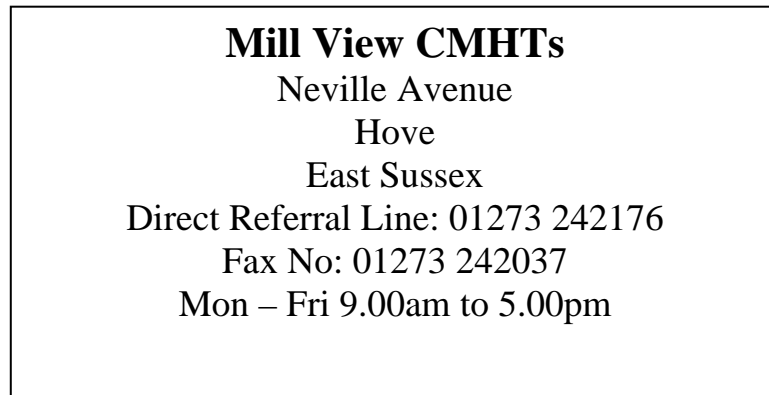 Mill View CMHTs
Neville Avenue
Hove
East Sussex
Direct Referral Line: 01273 242176
Fax No: 01273 242037
Mon – Fri 9.00am to 5.00pm